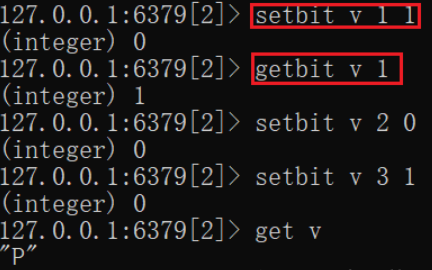 127.0.0.1:6379[2]> setbit v 1 1
(integer) 0
127.0.0.1:6379[2]> getbit v 1
(integer) 1
127.0.0.1:6379[2]> setbit v 2 0
(integer) 0
127.0.0.1:6379[2]> setbit v 3 1
(integer) 0
127.0.0.1:6379[2]> get v
"P"